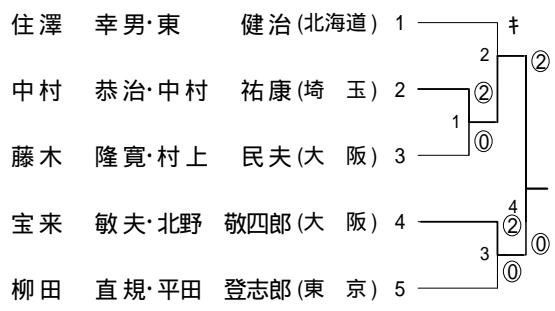 住澤 幸男・東 健治(北海道) 1 ｷ
2 ②
中村 恭治・中村 祐康(埼 玉) 2 ②
1 ⓪
藤木 隆寛・村上 民夫(大 阪) 3
4
宝来 敏夫・北野 敬四郎(大 阪) 4 ②
3 ⓪ ⓪
柳田 直規・平田 登志郎(東 京) 5